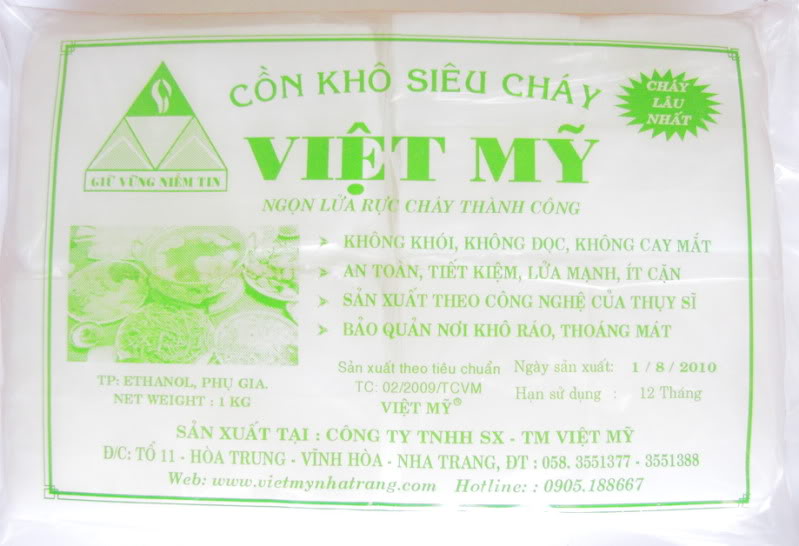 CỒN KHÔ SIÊU CHÁY
CHÁY
LÂU
NHẤT
VIỆT MỸ
GIỮ VỮNG NIỀM TIN
NGỌN LỬA RỰC CHÁY THÀNH CÔNG
KHÔNG KHÓI, KHÔNG ĐỘC, KHÔNG CAY MẮT
AN TOÀN, TIẾT KIỆM, LỬA MẠNH, ÍT CẶN
SẢN XUẤT THEO CÔNG NGHỆ CỦA THỤY SĨ
BẢO QUẢN NƠI KHÔ RÁO, THOÁNG MÁT
TP: ETHANOL, PHỤ GIA.
NET WEIGHT : 1 KG
Sản xuất theo tiêu chuẩn
TC: 02/2009/TCVM
VIỆT MỸ®
Ngày sản xuất: 1 / 8 / 2010
Hạn sử dụng : 12 Tháng
SẢN XUẤT TẠI : CÔNG TY TNHH SX - TM VIỆT MỸ
Đ/C: TỔ 11 - HÒA TRUNG - VĨNH HÒA - NHA TRANG, ĐT : 058. 3551377 - 3551388
Web: www.vietmynhatrang.com Hotline: : 0905.188667